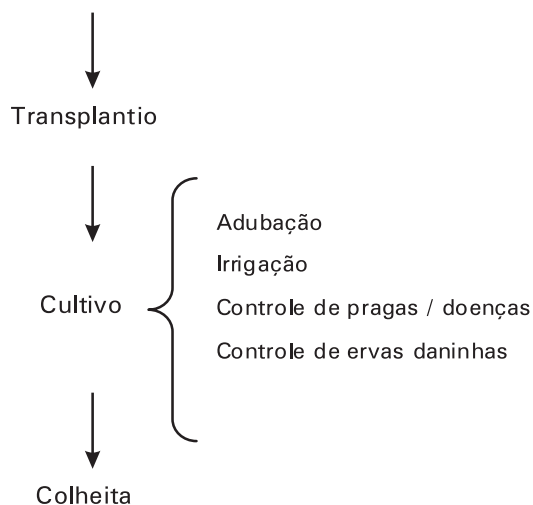 Transplantio
Adubação
Irrigação
Cultivo
Controle de pragas / doenças
Controle de ervas daninhas
Colheita